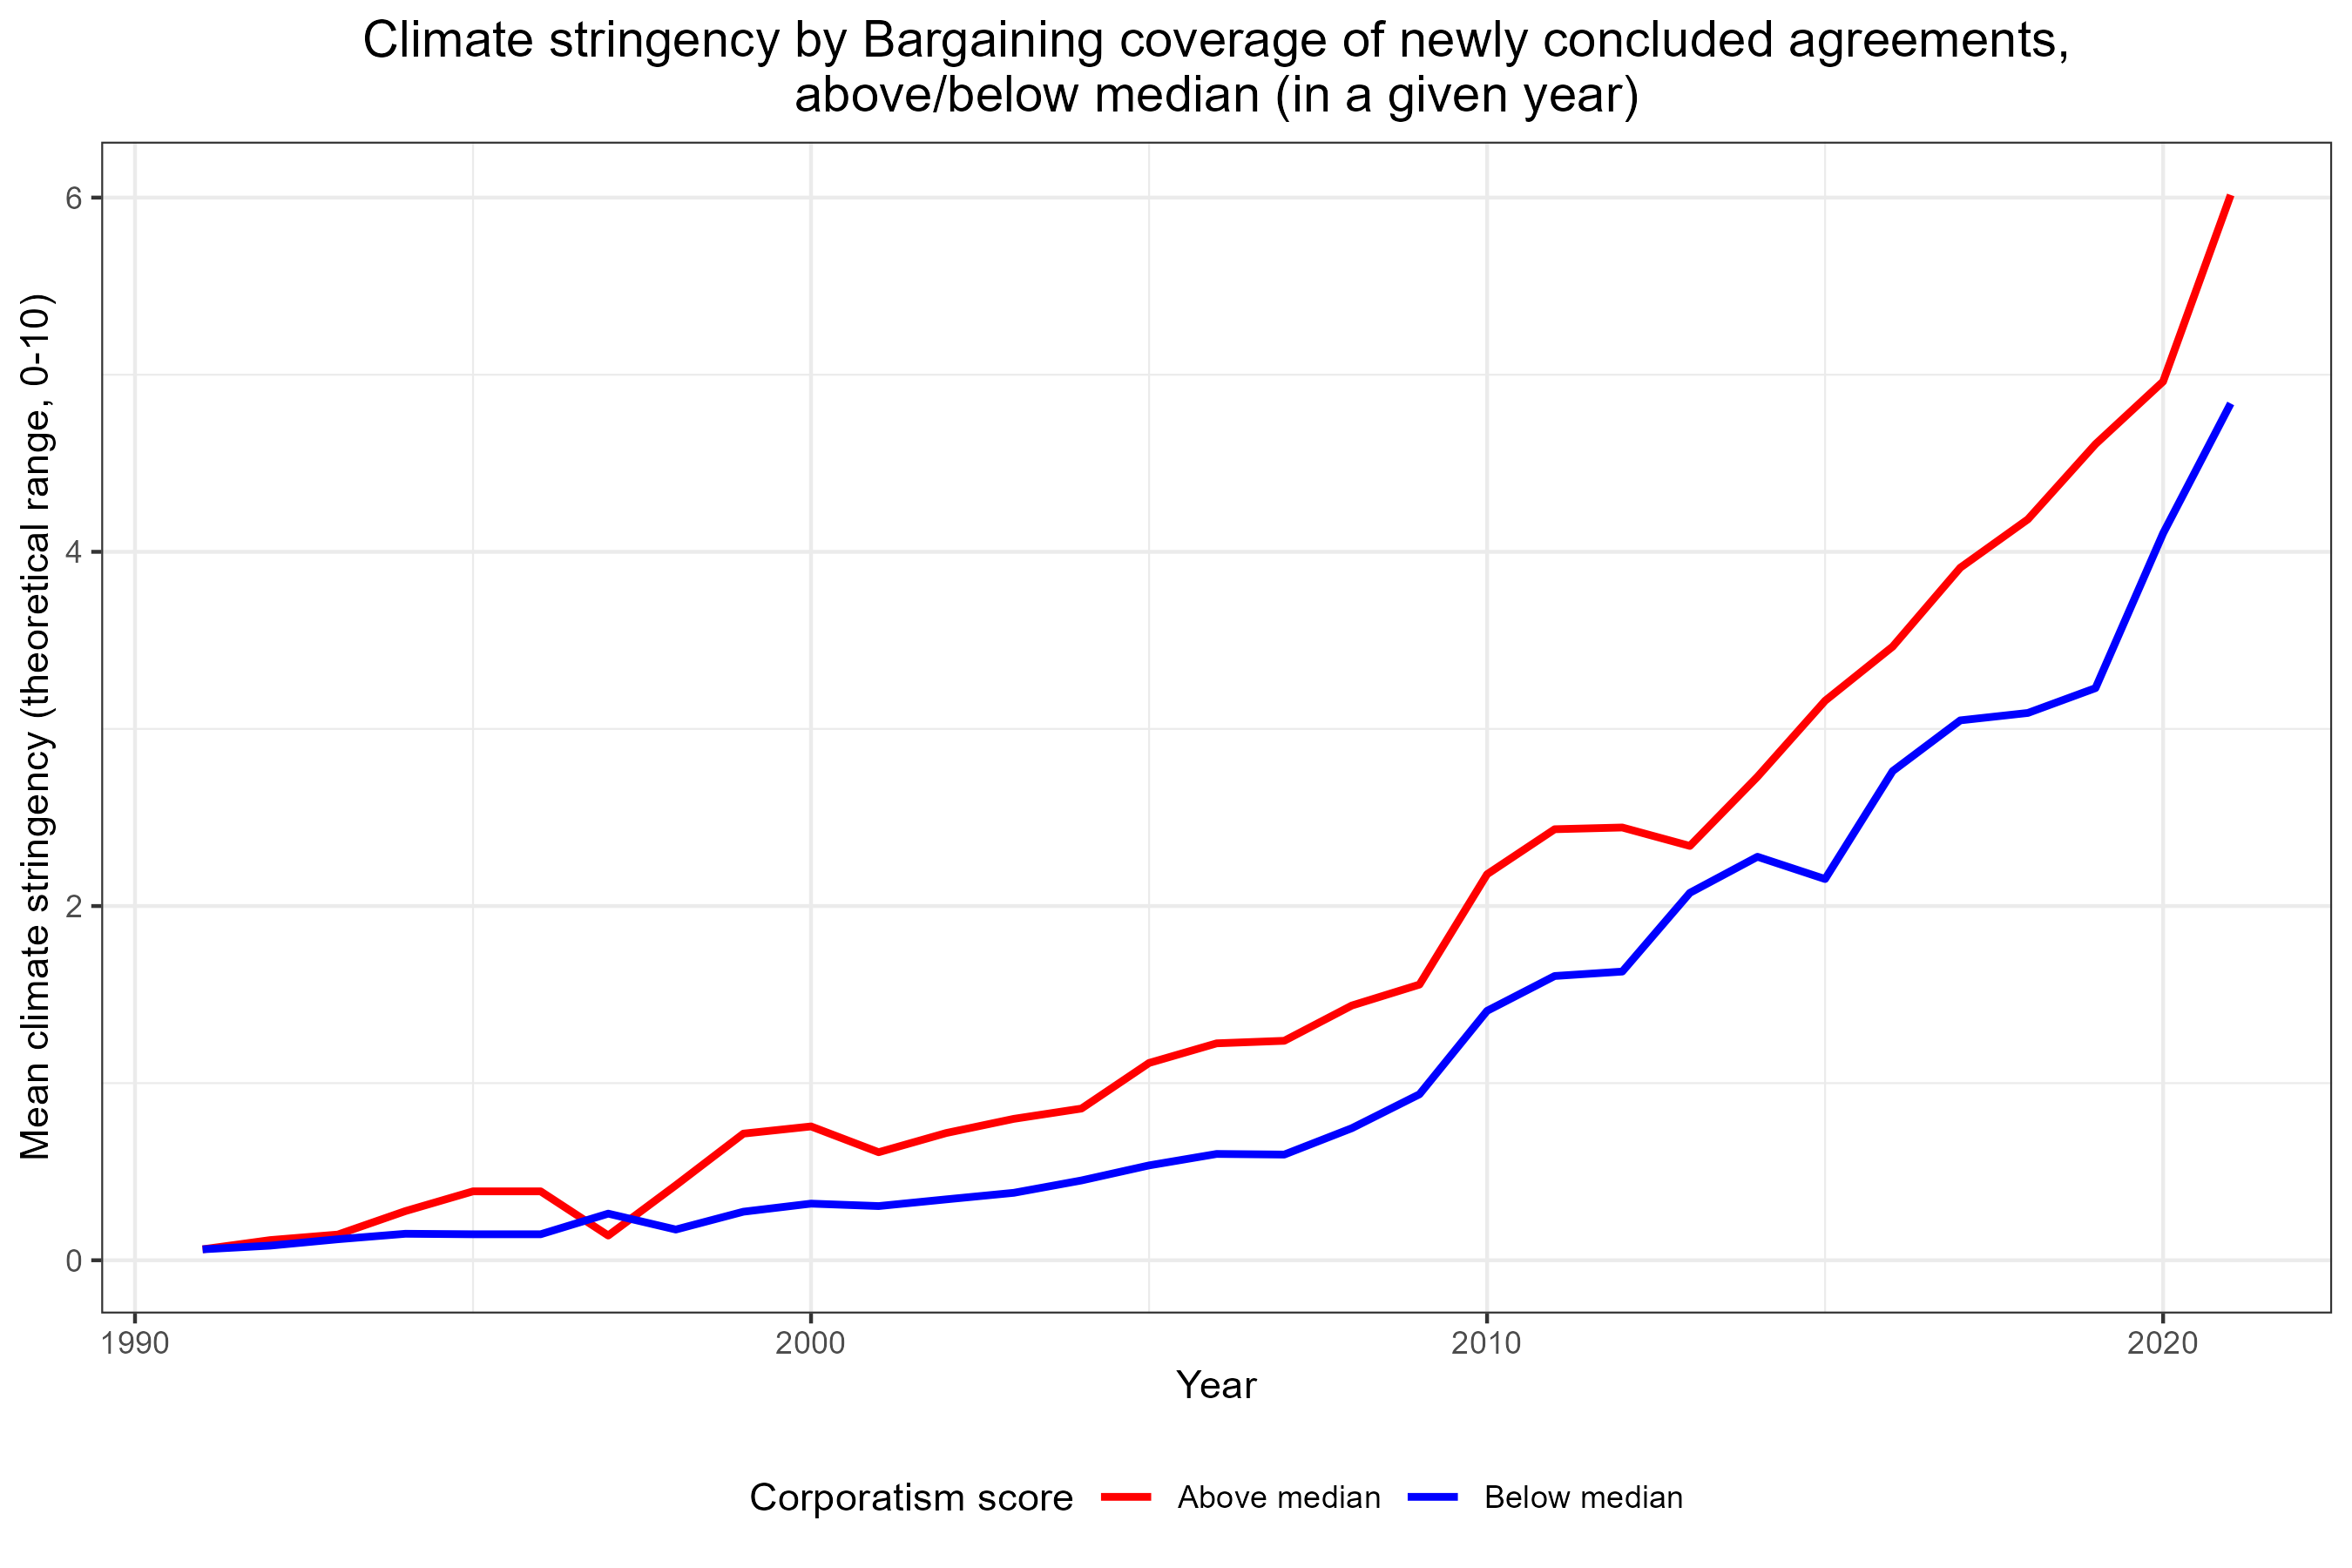 Climate stringency by Bargaining coverage of newly concluded agreements,
above/below median (in a given year)
Mean climate stringency (theoretical range, 0-10)
6
4
2
0
1990 2000 2010 2020
Year
Corporatism score Above median Below median